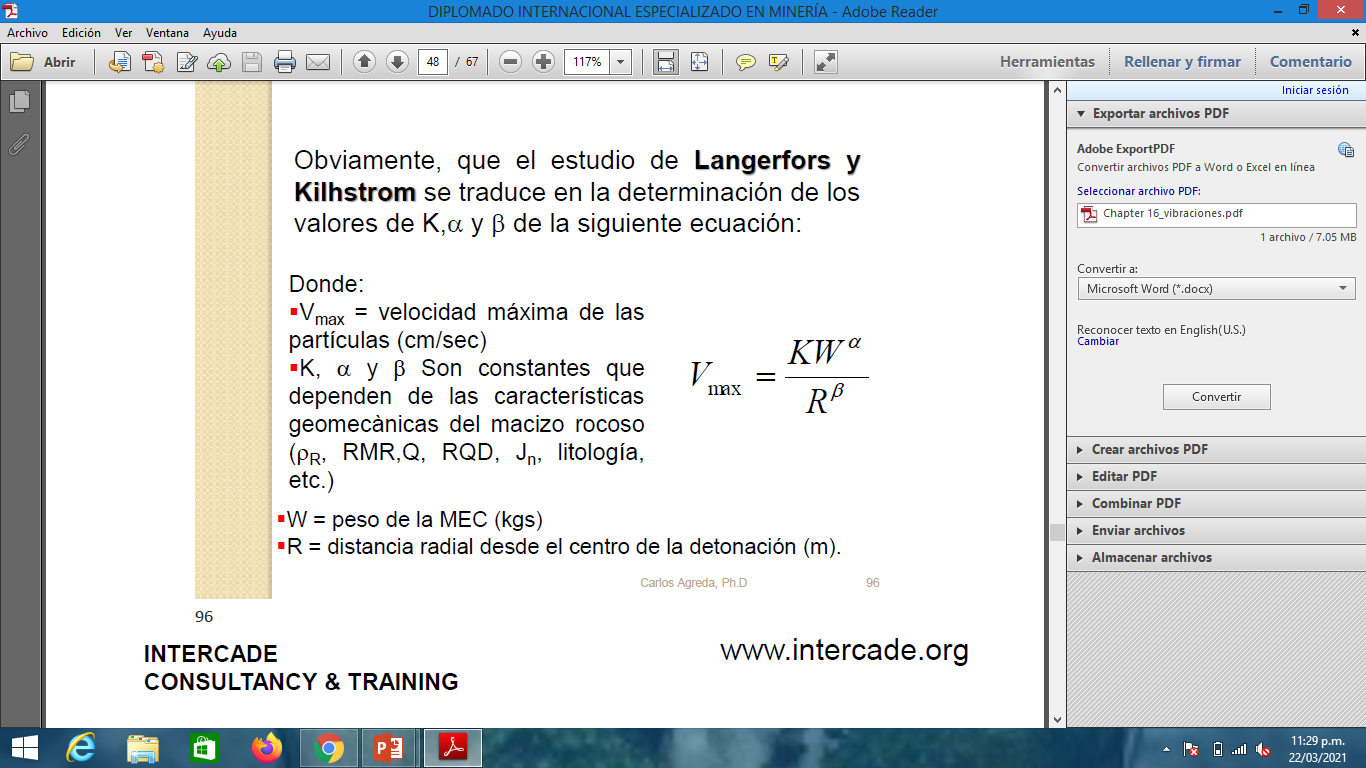 DIPLOMADO INTERNACIONAL ESPECIALIZADO EN MINERÍA - Adobe Reader
Archivo Edición Ver Ventana Ayuda
Abrir 48 / 67 117% Herramientas Rellenar y firmar Comentario
Iniciar sesión
Exportar archivos PDF
Adobe ExportPDF
Convertir archivos PDF a Word o Excel en línea
Seleccionar archivo PDF:
Chapter 16_vibraciones.pdf
1 archivo / 7.05 MB
Convertir a:
Microsoft Word (*.docx)
Reconocer texto en English(U.S.)
Cambiar
Convertir
Crear archivos PDF
Editar PDF
Combinar PDF
Enviar archivos
Almacenar archivos
Obviamente, que el estudio de Langerfors y
Kilhstrom se traduce en la determinación de los
valores de K,α y β de la siguiente ecuación:
Donde:
▪Vmax = velocidad máxima de las
partículas (cm/sec)
▪K, α y β Son constantes que
dependen de las características
geomecànicas del macizo rocoso
(ρR, RMR,Q, RQD, Jn, litología,
etc.)
Vmax = KW^α / R^β
▪W = peso de la MEC (kgs)
▪R = distancia radial desde el centro de la detonación (m).
Carlos Agreda, Ph.D 96
96
INTERCADE
CONSULTANCY & TRAINING
www.intercade.org
11:29 p.m.
22/03/2021